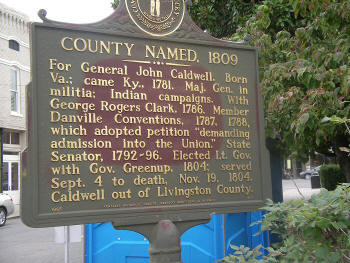 COUNTY NAMED, 1809
For General John Caldwell. Born
Va.; came Ky., 1781. Maj. Gen. in
militia; Indian campaigns. With
George Rogers Clark, 1786. Member
Danville Conventions, 1787, 1788,
which adopted petition "demanding
admission into the Union." State
Senator, 1792-96. Elected Lt. Gov.
with Gov. Greenup, 1804; served
Sept. 4 to death, Nov. 19, 1804.
Caldwell out of Livingston County.